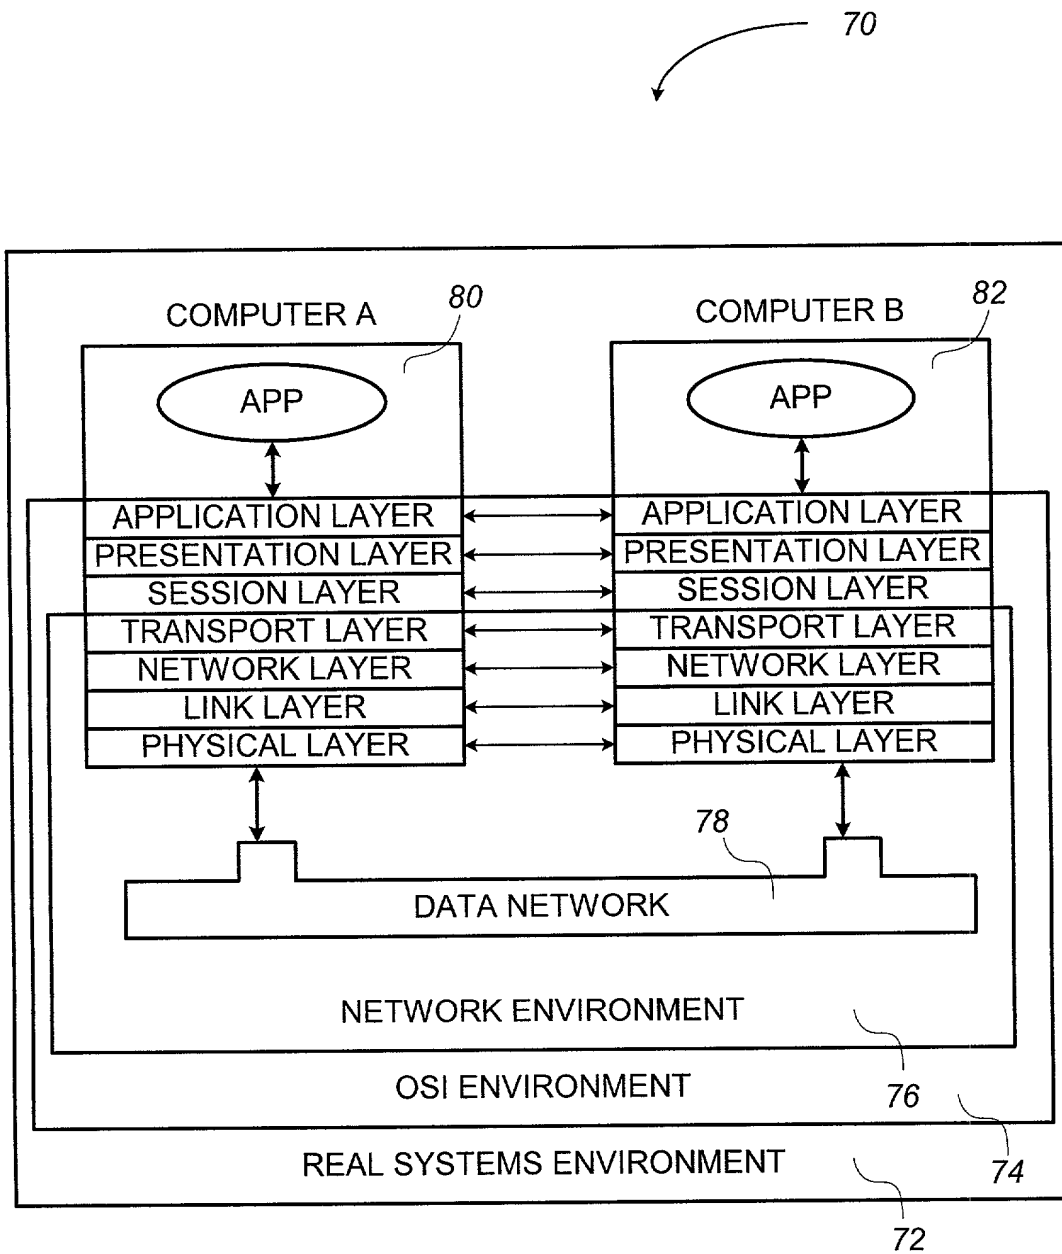 70
COMPUTER A
80
COMPUTER B
82
APP
APP
APPLICATION LAYER
APPLICATION LAYER
PRESENTATION LAYER
PRESENTATION LAYER
SESSION LAYER
SESSION LAYER
TRANSPORT LAYER
TRANSPORT LAYER
NETWORK LAYER
NETWORK LAYER
LINK LAYER
LINK LAYER
PHYSICAL LAYER
PHYSICAL LAYER
78
DATA NETWORK
NETWORK ENVIRONMENT
76
OSI ENVIRONMENT
74
REAL SYSTEMS ENVIRONMENT
72